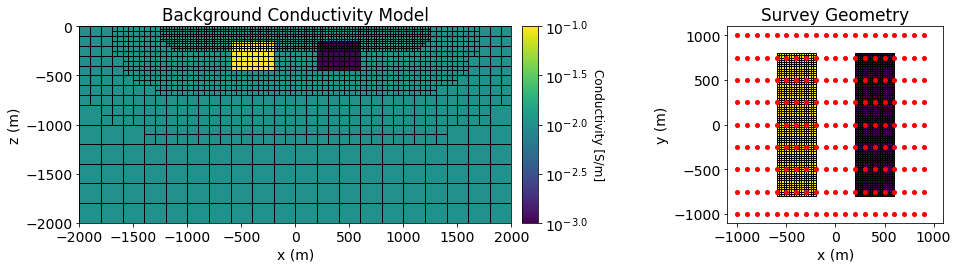 Background Conductivity Model
0
−500
−1000
−1500
−2000
z (m)
−2000 −1500 −1000 −500 0 500 1000 1500 2000
x (m)
10^−1.0
10^−1.5
10^−2.0
10^−2.5
10^−3.0
Conductivity [S/m]
Survey Geometry
1000
500
0
−500
−1000
y (m)
−1000 −500 0 500 1000
x (m)